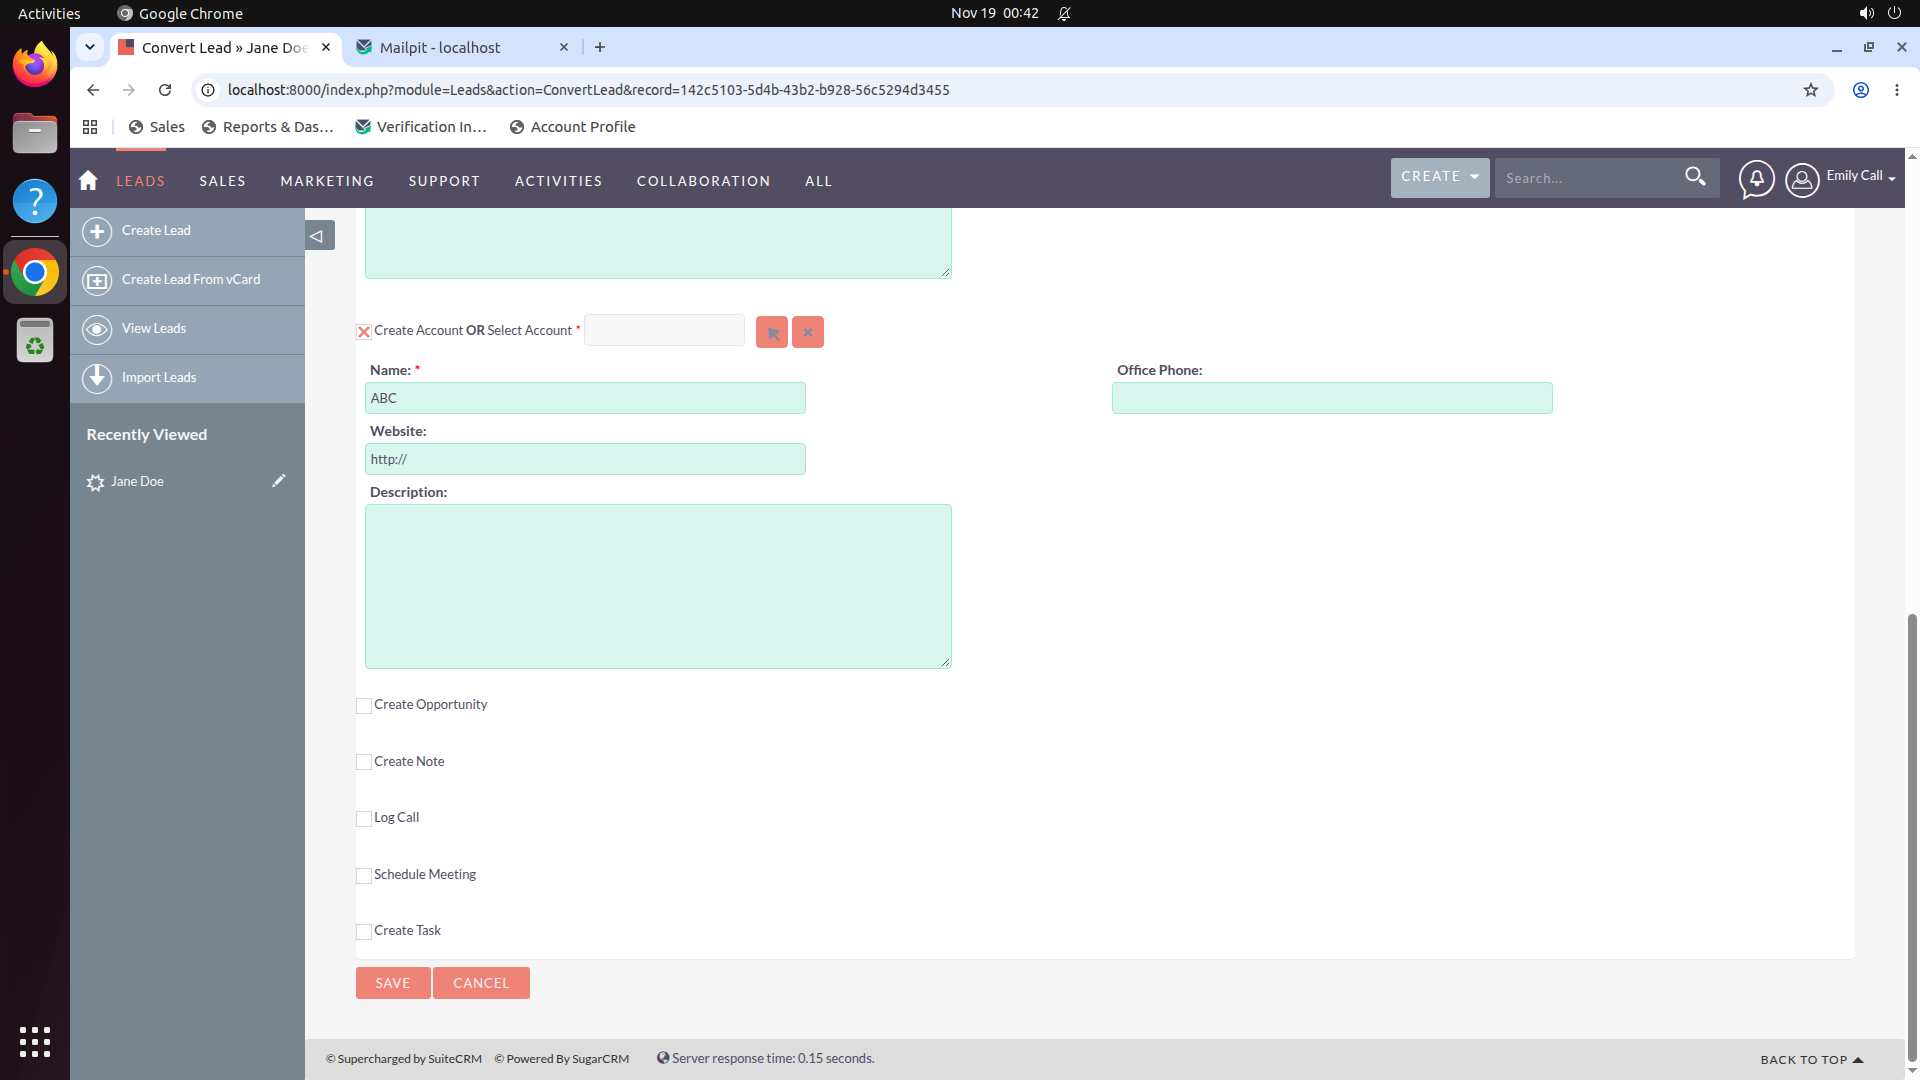 Activities
Google Chrome
Nov 19 00:42
Convert Lead » Jane Doe
Mailpit - localhost
localhost:8000/index.php?module=Leads&action=ConvertLead&record=142c5103-5d4b-43b2-b928-56c5294d3455
Sales
Reports & Das...
Verification In...
Account Profile
LEADS
SALES
MARKETING
SUPPORT
ACTIVITIES
COLLABORATION
ALL
CREATE
Search...
Emily Call
Create Lead
Create Lead From vCard
View Leads
Import Leads
Recently Viewed
Jane Doe
Create Account OR Select Account *
Name: *
Office Phone:
ABC
Website:
http://
Description:
Create Opportunity
Create Note
Log Call
Schedule Meeting
Create Task
SAVE
CANCEL
© Supercharged by SuiteCRM
© Powered By SugarCRM
Server response time: 0.15 seconds.
BACK TO TOP